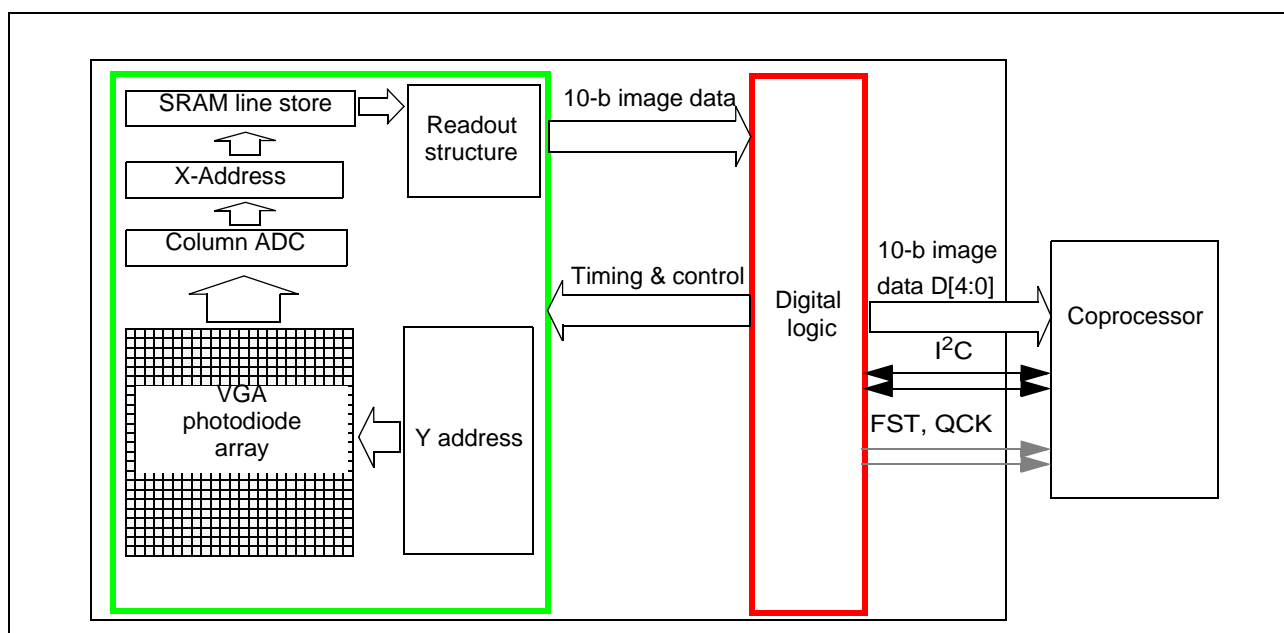 SRAM line store
Readout
structure
10-b image data
X-Address
Column ADC
Timing & control
Digital
logic
10-b image
data D[4:0]
Coprocessor
I²C
VGA
photodiode
array
Y address
FST, QCK